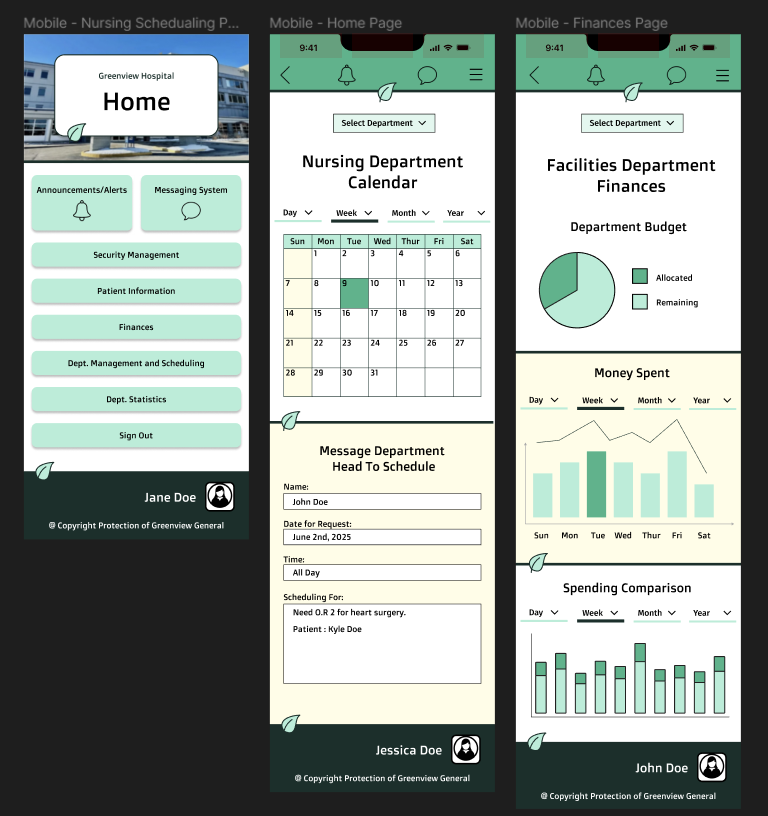 Mobile - Nursing Schedualing P...
Greenview Hospital
Home
Announcements/Alerts
Messaging System
Security Management
Patient Information
Finances
Dept. Management and Scheduling
Dept. Statistics
Sign Out
Jane Doe
@ Copyright Protection of Greenview General
Mobile - Home Page
9:41
Select Department
Nursing Department
Calendar
Day Week Month Year
Sun Mon Tue Wed Thur Fri Sat
1 2 3 4 5 6
7 8 9 10 11 12 13
14 15 16 17 18 19 20
21 22 23 24 25 26 27
28 29 30 31
Message Department
Head To Schedule
Name:
John Doe
Date for Request:
June 2nd, 2025
Time:
All Day
Scheduling For:
Need O.R 2 for heart surgery.
Patient : Kyle Doe
Jessica Doe
@ Copyright Protection of Greenview General
Mobile - Finances Page
9:41
Select Department
Facilities Department
Finances
Department Budget
Allocated
Remaining
Money Spent
Day Week Month Year
Sun Mon Tue Wed Thur Fri Sat
Spending Comparison
Day Week Month Year
John Doe
@ Copyright Protection of Greenview General